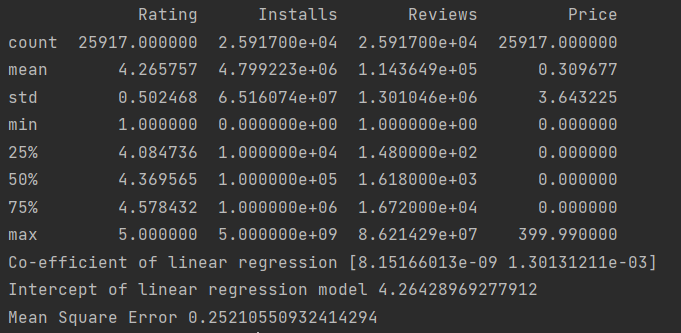 Rating Installs Reviews Price
count 25917.000000 2.591700e+04 2.591700e+04 25917.000000
mean 4.265757 4.799223e+06 1.143649e+05 0.309677
std 0.502468 6.516074e+07 1.301046e+06 3.643225
min 1.000000 0.000000e+00 1.000000e+00 0.000000
25% 4.084736 1.000000e+04 1.480000e+02 0.000000
50% 4.369565 1.000000e+05 1.618000e+03 0.000000
75% 4.578432 1.000000e+06 1.672000e+04 0.000000
max 5.000000 5.000000e+09 8.621429e+07 399.990000
Co-efficient of linear regression [8.15166013e-09 1.30131211e-03]
Intercept of linear regression model 4.26428969277912
Mean Square Error 0.25210550932414294